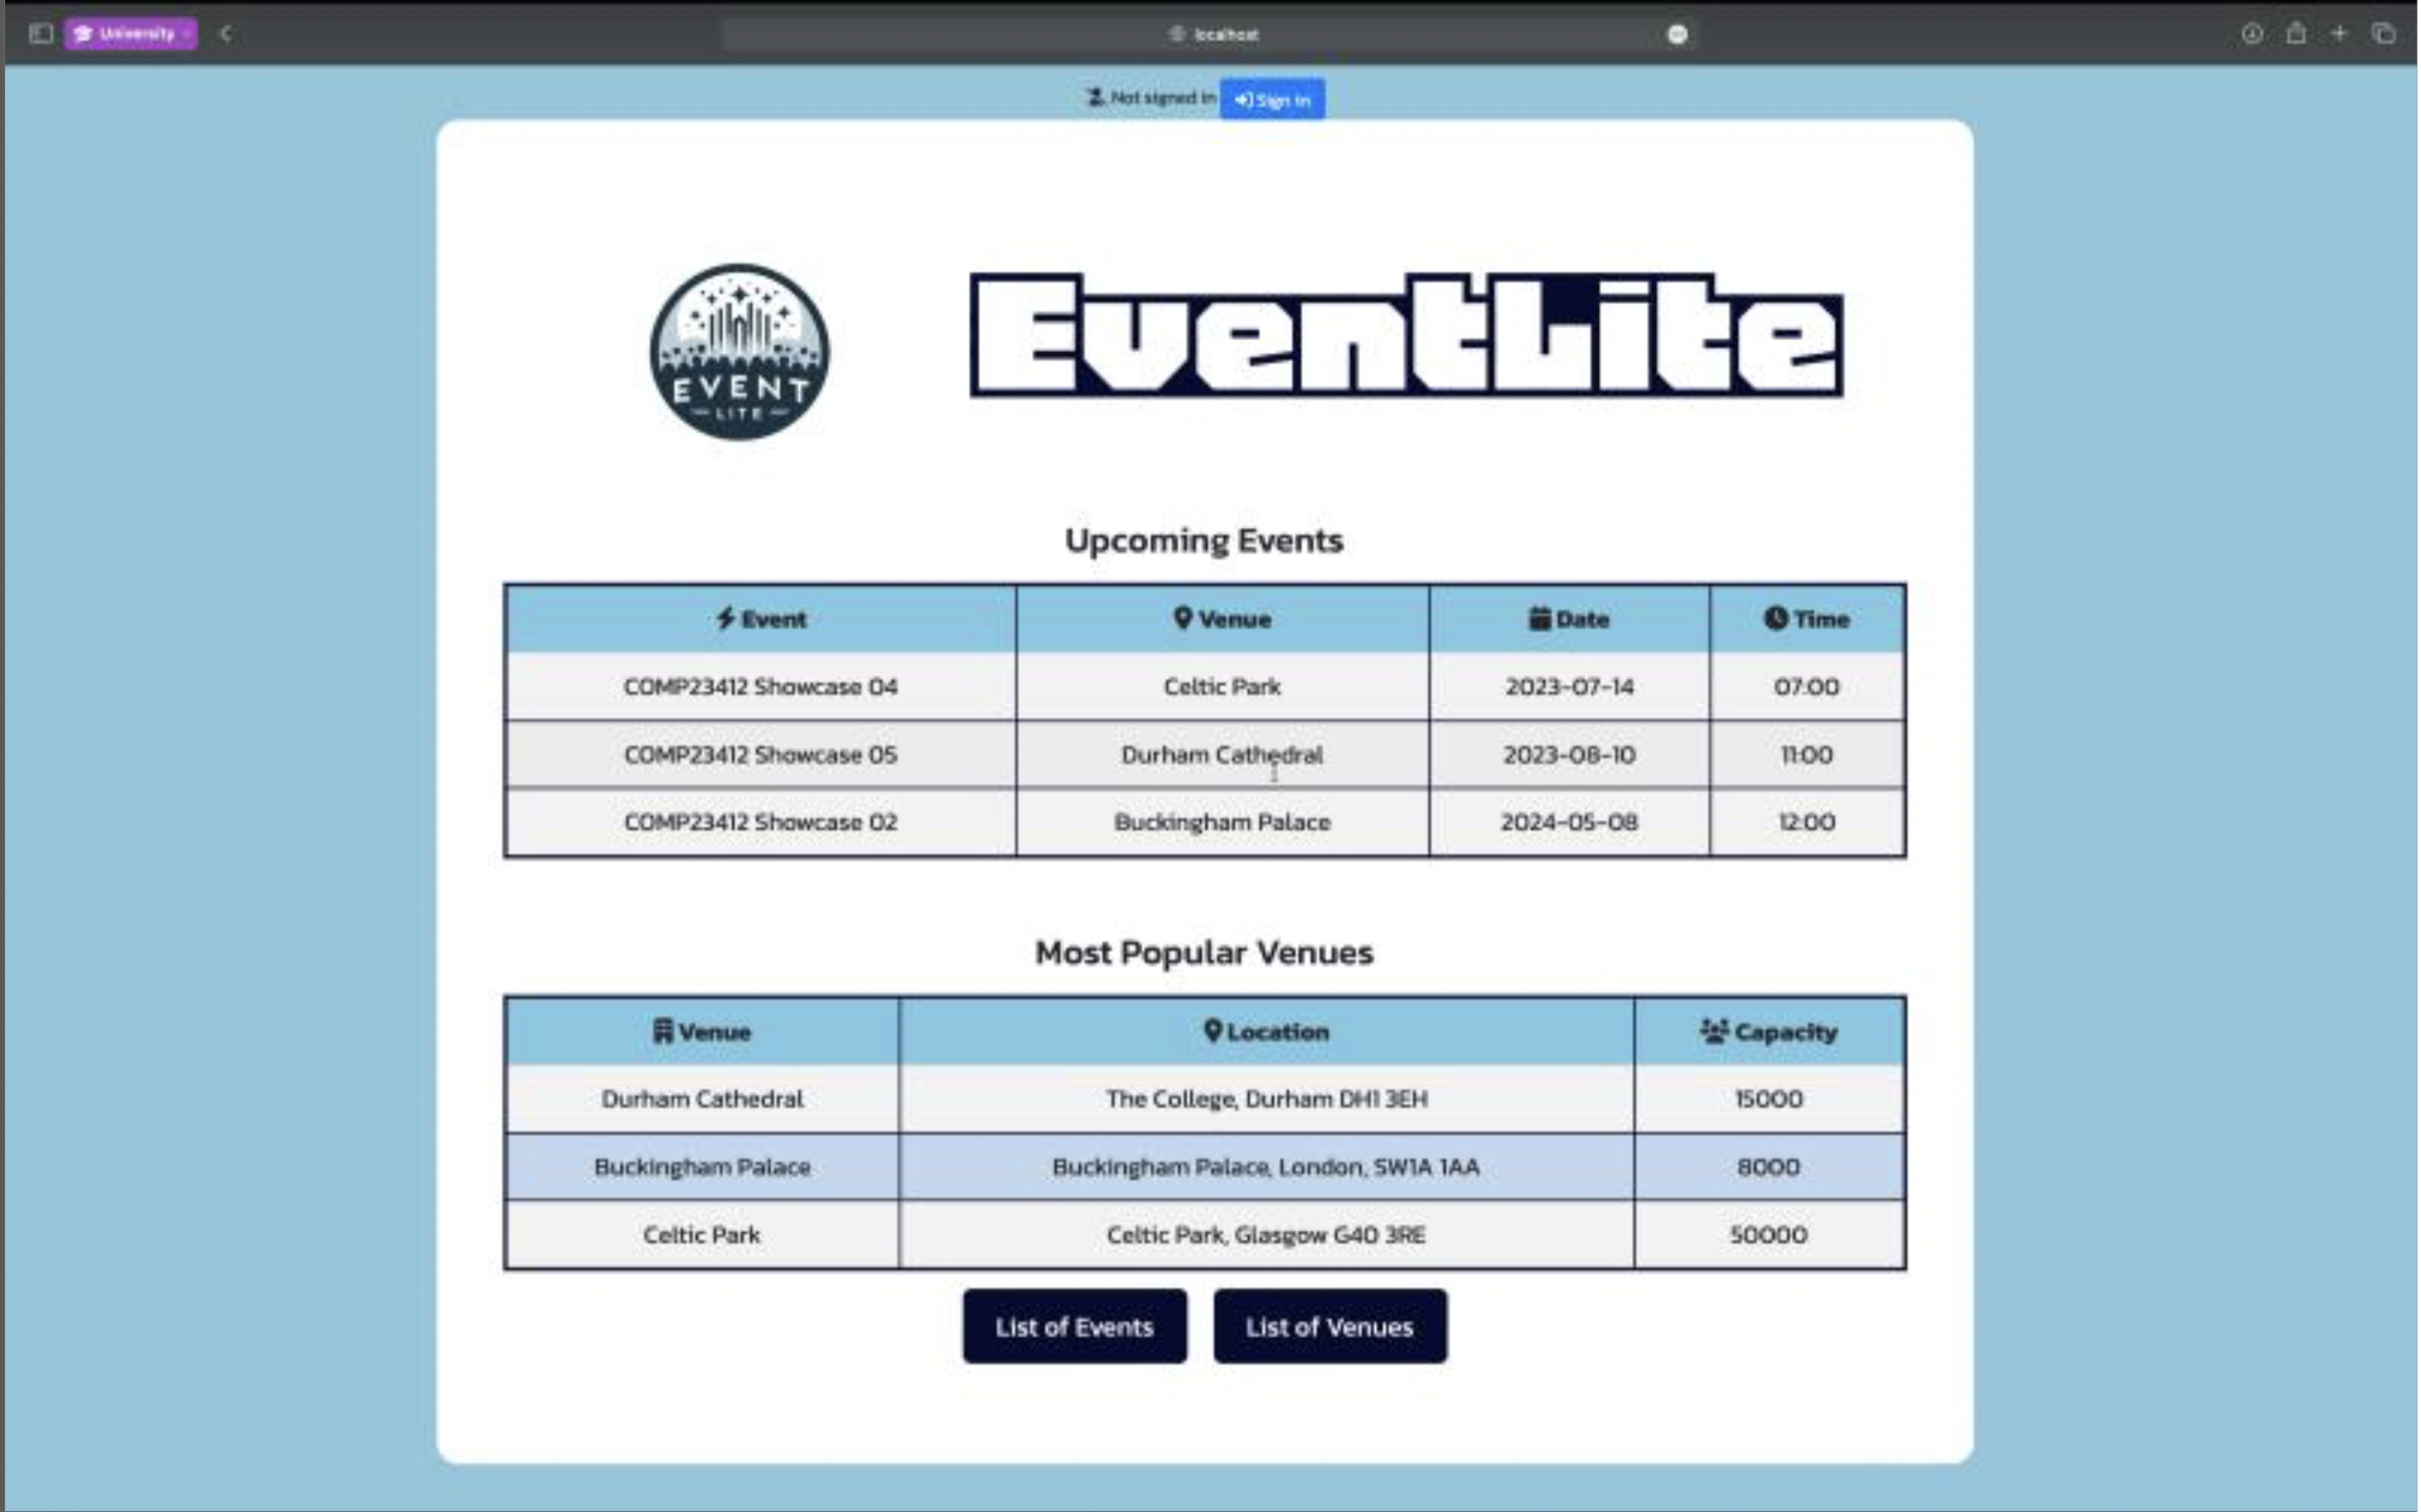 University
localhost
Not signed in Sign in
EVENT
LITE
EventLite
Upcoming Events
Event Venue Date Time
COMP23412 Showcase 04 Celtic Park 2023-07-14 07:00
COMP23412 Showcase 05 Durham Cathedral 2023-08-10 11:00
COMP23412 Showcase 02 Buckingham Palace 2024-05-08 12:00
Most Popular Venues
Venue Location Capacity
Durham Cathedral The College, Durham DH1 3EH 15000
Buckingham Palace Buckingham Palace, London, SW1A 1AA 8000
Celtic Park Celtic Park, Glasgow G40 3RE 50000
List of Events List of Venues